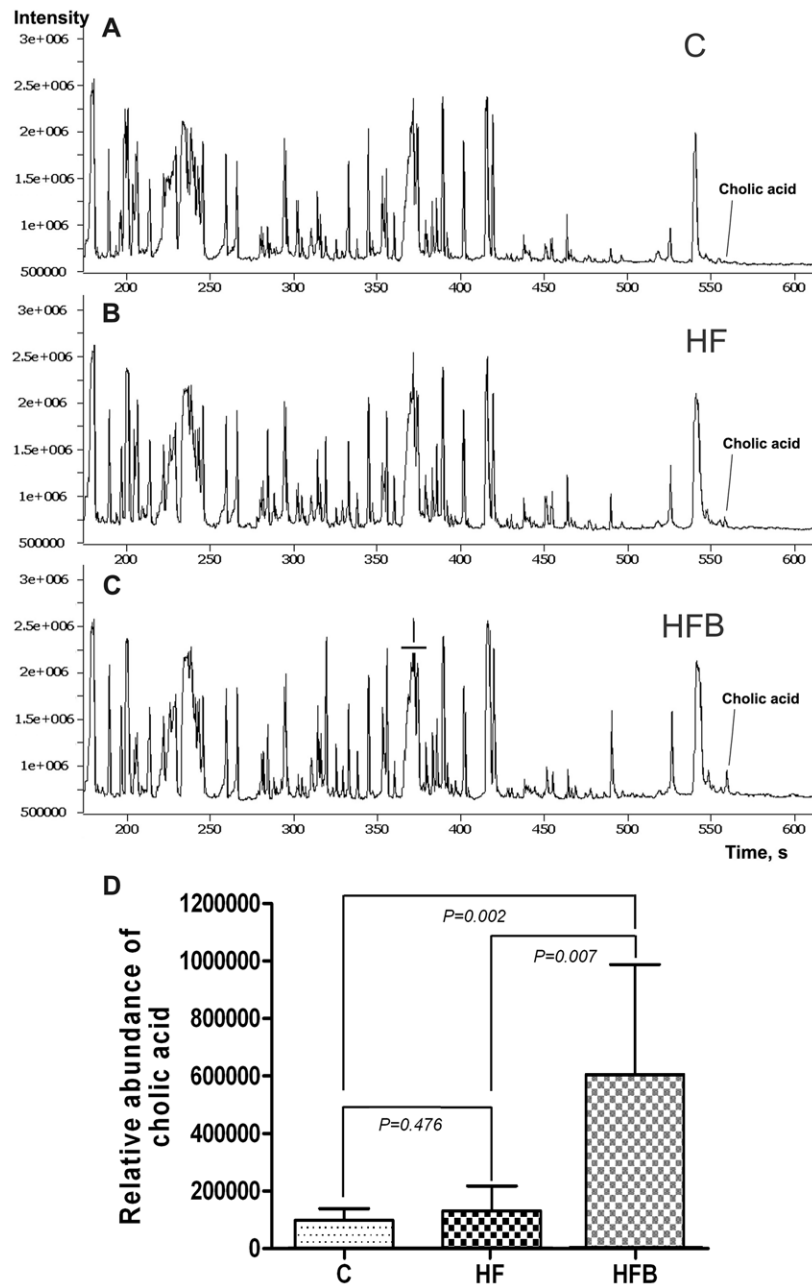 Intensity
A
C
3e+006
2.5e+006
2e+006
1.5e+006
1e+006
500000
Cholic acid
200 250 300 350 400 450 500 550 600
B
HF
3e+006
2.5e+006
2e+006
1.5e+006
1e+006
500000
Cholic acid
200 250 300 350 400 450 500 550 600
C
HFB
3e+006
2.5e+006
2e+006
1.5e+006
1e+006
500000
Cholic acid
200 250 300 350 400 450 500 550 600
Time, s
D
Relative abundance of
cholic acid
1200000
1000000
800000
600000
400000
200000
0
P=0.002
P=0.007
P=0.476
C HF HFB